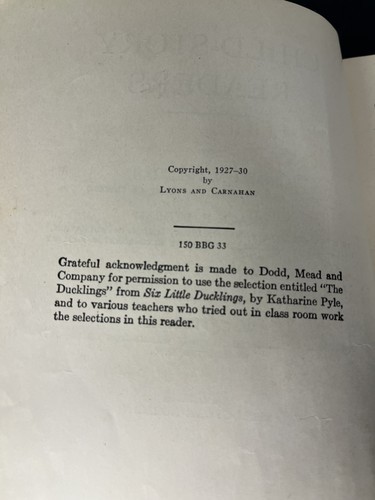 Copyright, 1927-30
by
LYONS AND CARNAHAN
150 BBG 33
Grateful acknowledgment is made to Dodd, Mead and
Company for permission to use the selection entitled "The
Ducklings" from Six Little Ducklings, by Katharine Pyle,
and to various teachers who tried out in class room work
the selections in this reader.